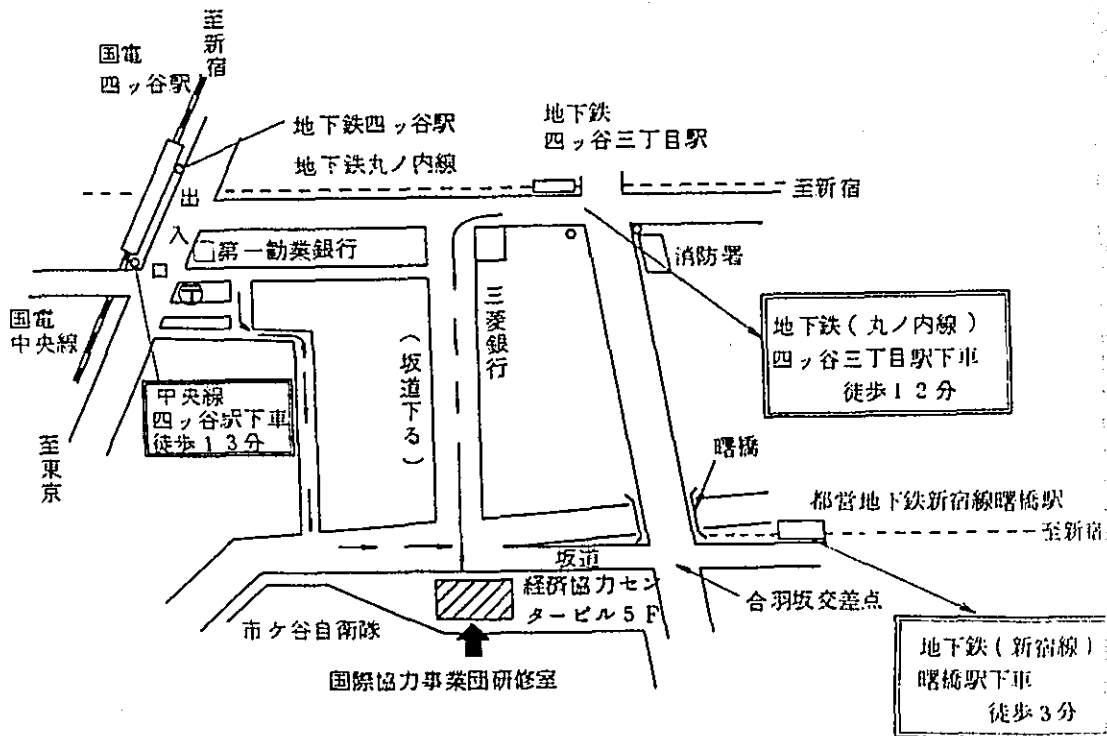 至新宿
国電
四ッ谷駅
地下鉄四ッ谷駅
地下鉄丸ノ内線
地下鉄
四ッ谷三丁目駅
至新宿
出入口
第一勧業銀行
〒
消防署
国電
中央線
三菱銀行
(坂道下る)
地下鉄(丸ノ内線)
四ッ谷三丁目駅下車
徒歩12分
中央線
四ッ谷駅下車
徒歩13分
至東京
曙橋
都営地下鉄新宿線曙橋駅
至新宿
坂道
経済協力セン
タービル5F
合羽坂交差点
市ケ谷自衛隊
国際協力事業団研修室
地下鉄(新宿線)
曙橋駅下車
徒歩3分